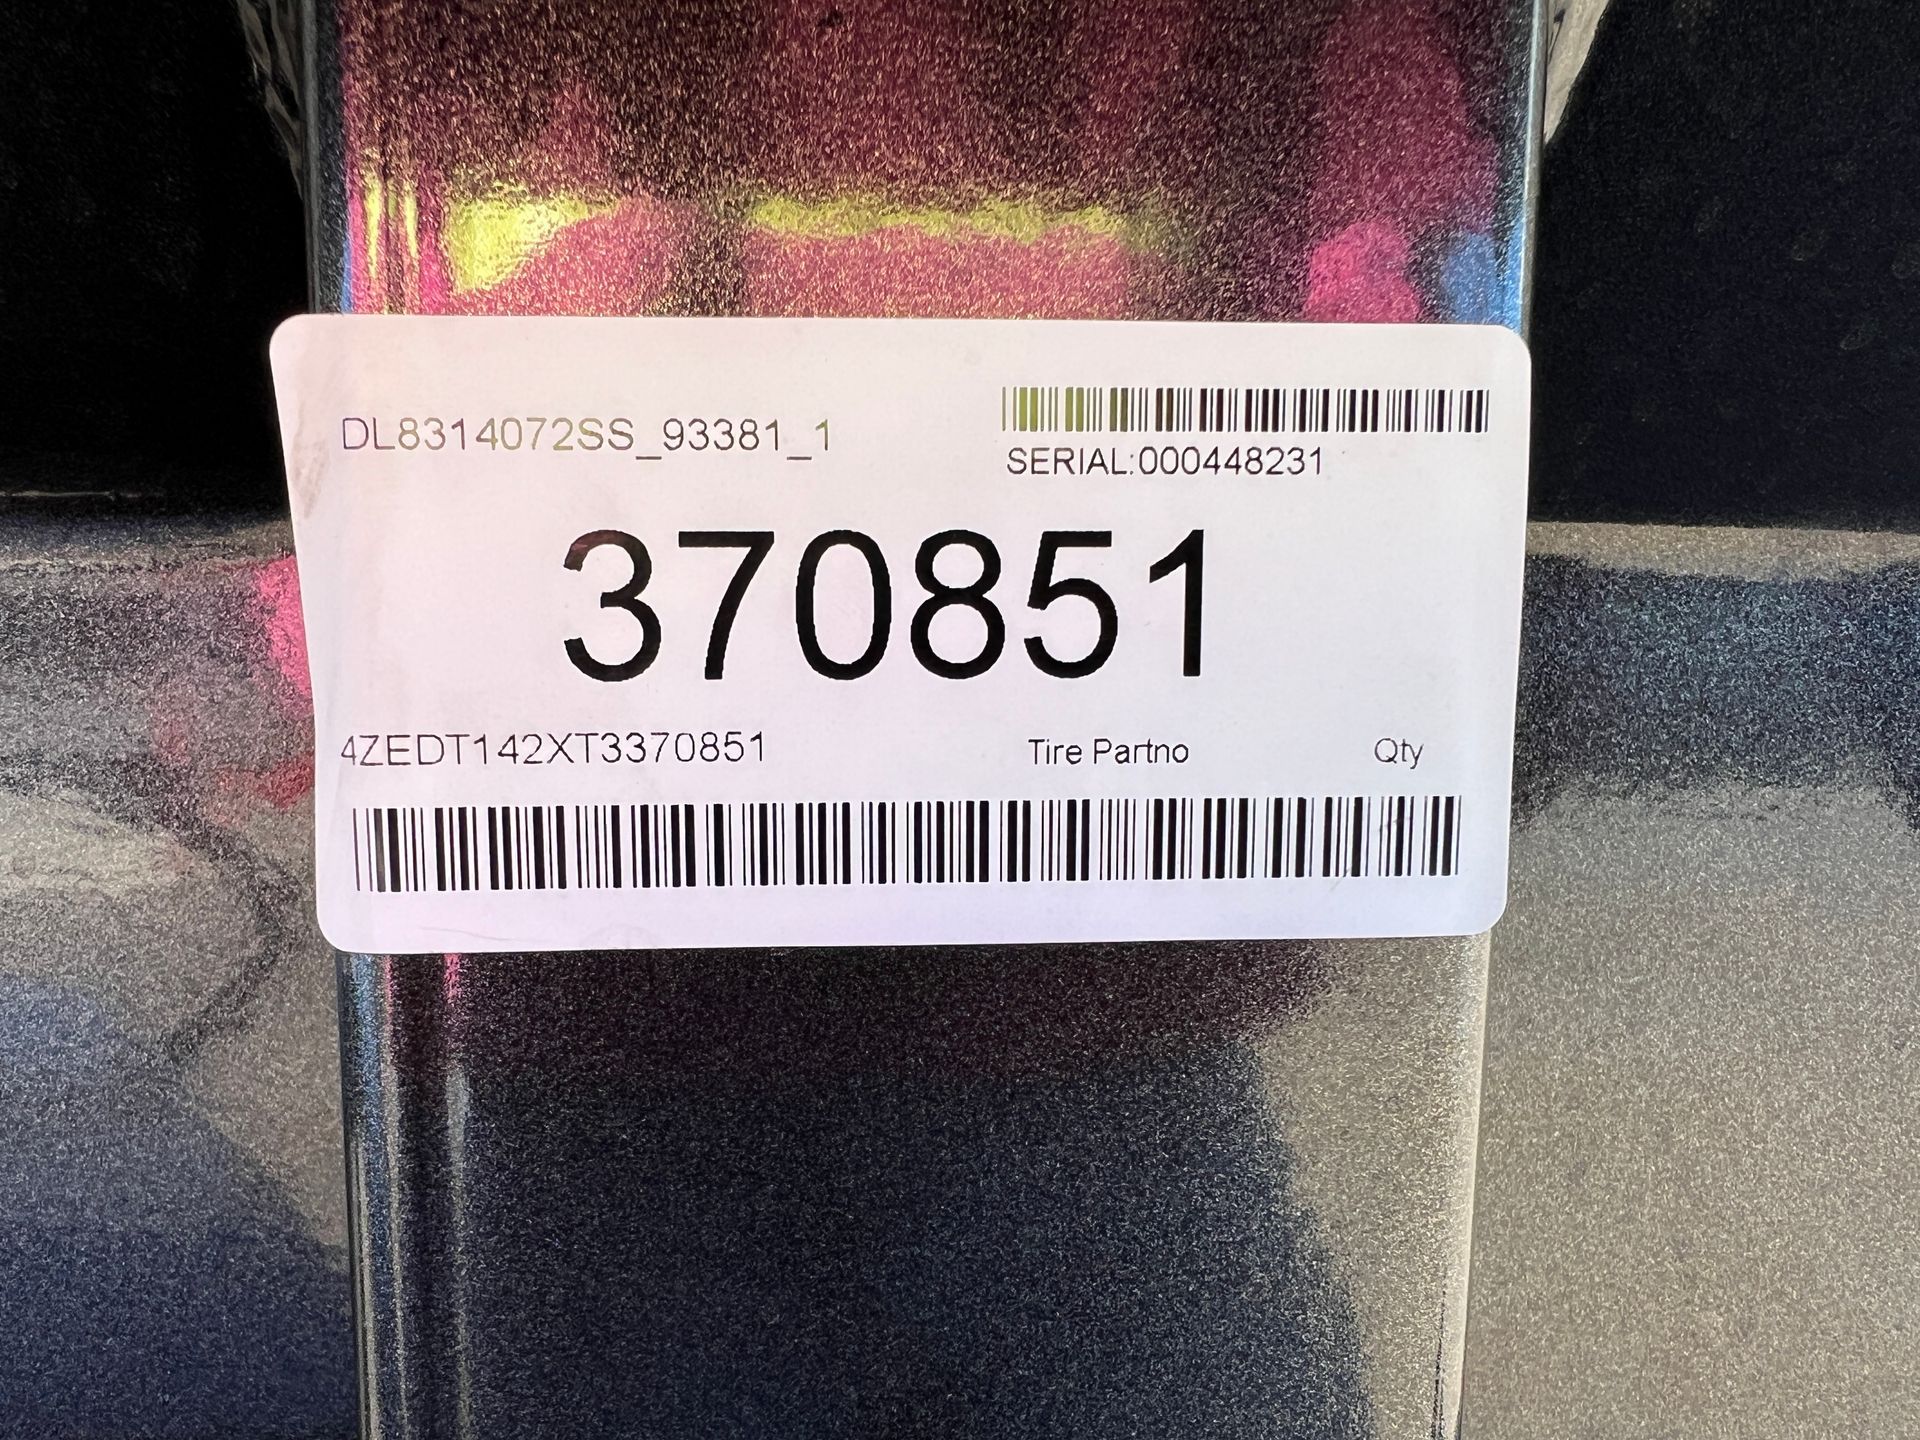 DL8314072SS_93381_1
SERIAL:000448231
370851
4ZEDT142XT3370851 Tire Partno Qty